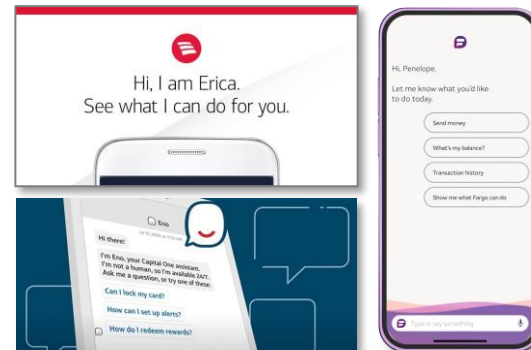 Hi, I am Erica.
See what I can do for you.
Eno
Hi there!
I'm Eno, your Capital One assistant.
I'm not a human, so I'm available 24/7.
Ask me a question, or try one of these:
Can I lock my card?
How can I set up alerts?
How do I redeem rewards?
Hi, Penelope.
Let me know what you'd like
to do today.
Send money
What's my balance?
Transaction history
Show me what Fargo can do
Type or say something